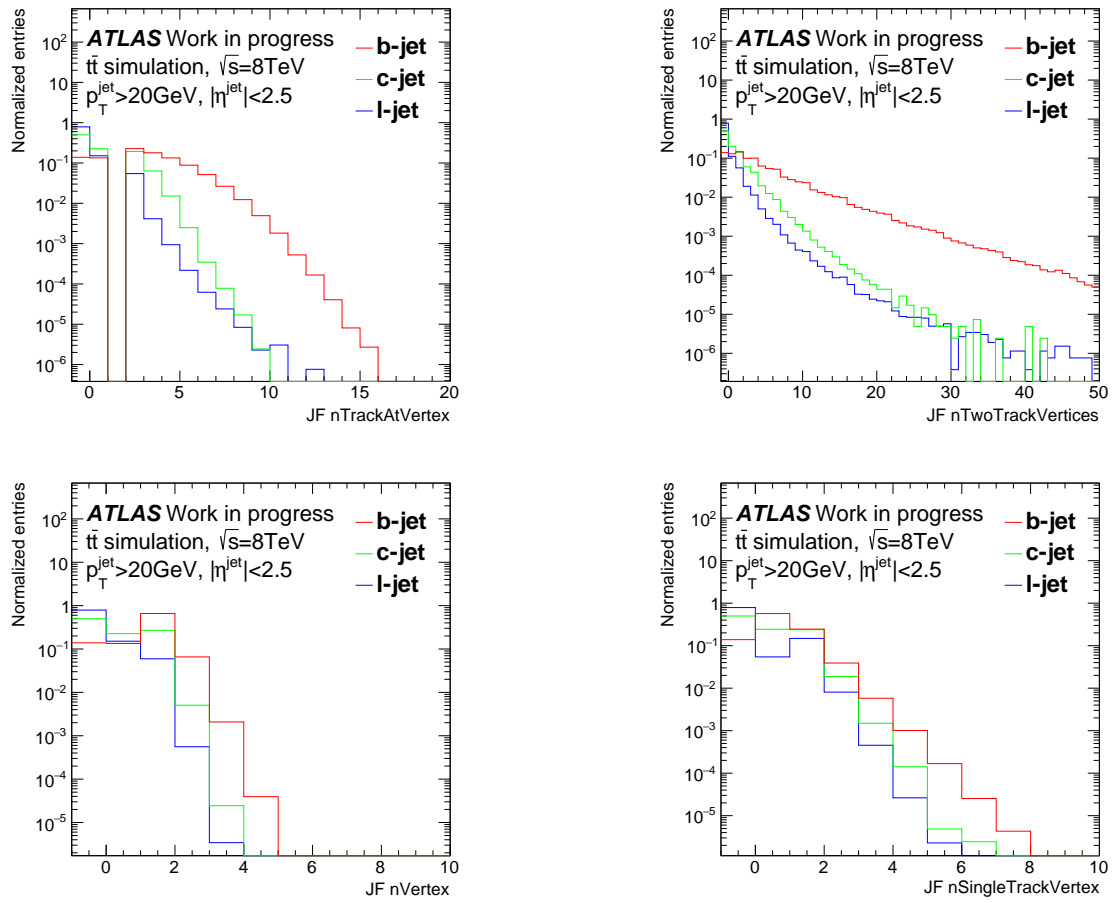 Normalized entries
10²
10
1
10⁻¹
10⁻²
10⁻³
10⁻⁴
10⁻⁵
10⁻⁶
ATLAS Work in progress
tt̄ simulation, √s=8TeV
p_T^jet>20GeV, |η^jet|<2.5
b-jet
c-jet
l-jet
0 5 10 15 20
JF nTrackAtVertex
Normalized entries
10²
10
1
10⁻¹
10⁻²
10⁻³
10⁻⁴
10⁻⁵
10⁻⁶
ATLAS Work in progress
tt̄ simulation, √s=8TeV
p_T^jet>20GeV, |η^jet|<2.5
b-jet
c-jet
l-jet
0 10 20 30 40 50
JF nTwoTrackVertices
Normalized entries
10²
10
1
10⁻¹
10⁻²
10⁻³
10⁻⁴
10⁻⁵
ATLAS Work in progress
tt̄ simulation, √s=8TeV
p_T^jet>20GeV, |η^jet|<2.5
b-jet
c-jet
l-jet
0 2 4 6 8 10
JF nVertex
Normalized entries
10²
10
1
10⁻¹
10⁻²
10⁻³
10⁻⁴
10⁻⁵
ATLAS Work in progress
tt̄ simulation, √s=8TeV
p_T^jet>20GeV, |η^jet|<2.5
b-jet
c-jet
l-jet
0 2 4 6 8 10
JF nSingleTrackVertex